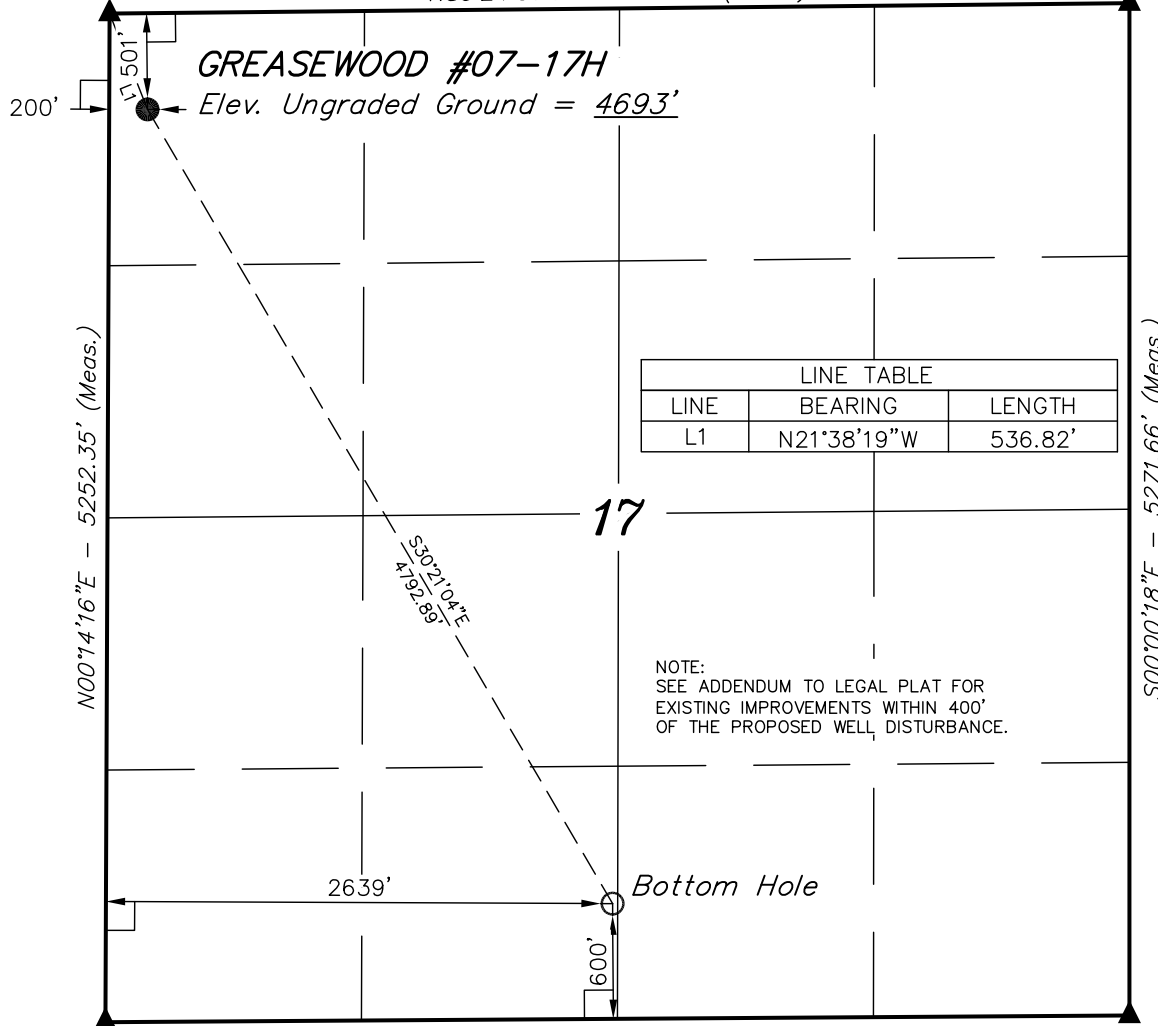 501'
L1
GREASEWOOD #07-17H
200'
Elev. Ungraded Ground = 4693'
N00°14'16"E - 5252.35' (Meas.)
LINE TABLE
LINE BEARING LENGTH
L1 N21°38'19"W 536.82'
17
S30°21'04"E
4792.89'
S00°00'18"E - 5271.66' (Meas.)
NOTE:
SEE ADDENDUM TO LEGAL PLAT FOR
EXISTING IMPROVEMENTS WITHIN 400'
OF THE PROPOSED WELL DISTURBANCE.
2639'
Bottom Hole
600'